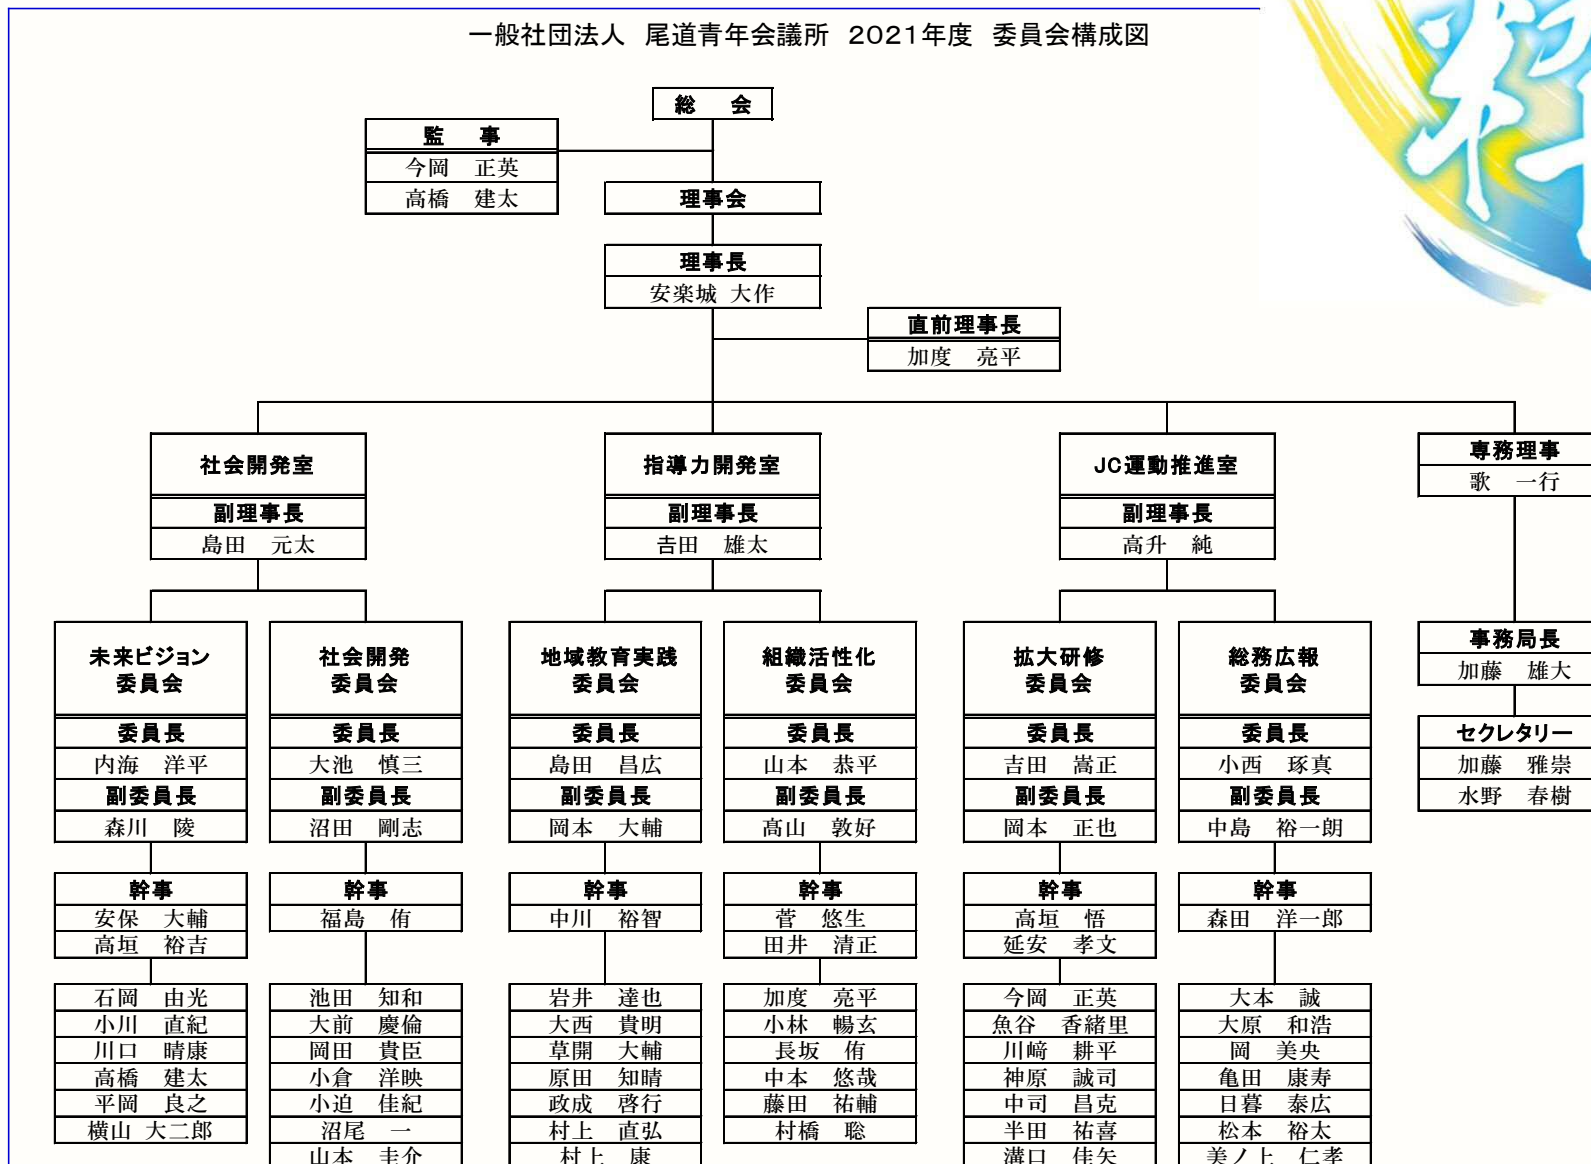 一般社団法人 尾道青年会議所 2021年度 委員会構成図
総 会
監 事
今岡 正英
高橋 建太
理事会
理事長
安楽城 大作
直前理事長
加度 亮平
社会開発室
副理事長
島田 元太
指導力開発室
副理事長
吉田 雄太
JC運動推進室
副理事長
高升 純
専務理事
歌 一行
事務局長
加藤 雄大
セクレタリー
加藤 雅崇
水野 春樹
未来ビジョン
委員会
委員長
内海 洋平
副委員長
森川 陵
幹事
安保 大輔
高垣 裕吉
石岡 由光
小川 直紀
川口 晴康
高橋 建太
平岡 良之
横山 大二郎
社会開発
委員会
委員長
大池 慎三
副委員長
沼田 剛志
幹事
福島 侑
池田 知和
大前 慶倫
岡田 貴臣
小倉 洋映
小迫 佳紀
沼尾 一
山本 圭介
地域教育実践
委員会
委員長
島田 昌広
副委員長
岡本 大輔
幹事
中川 裕智
岩井 達也
大西 貴明
草開 大輔
原田 知晴
政成 啓行
村上 直弘
村上 康
組織活性化
委員会
委員長
山本 恭平
副委員長
高山 敦好
幹事
菅 悠生
田井 清正
加度 亮平
小林 暢玄
長坂 侑
中本 悠哉
藤田 祐輔
村橋 聡
拡大研修
委員会
委員長
吉田 嵩正
副委員長
岡本 正也
幹事
高垣 悟
延安 孝文
今岡 正英
魚谷 香緒里
川﨑 耕平
神原 誠司
中司 昌克
半田 祐喜
溝口 佳矢
総務広報
委員会
委員長
小西 琢真
副委員長
中島 裕一朗
幹事
森田 洋一郎
大本 誠
大原 和浩
岡 美央
亀田 康寿
日暮 泰広
松本 裕太
美ノ上 仁孝